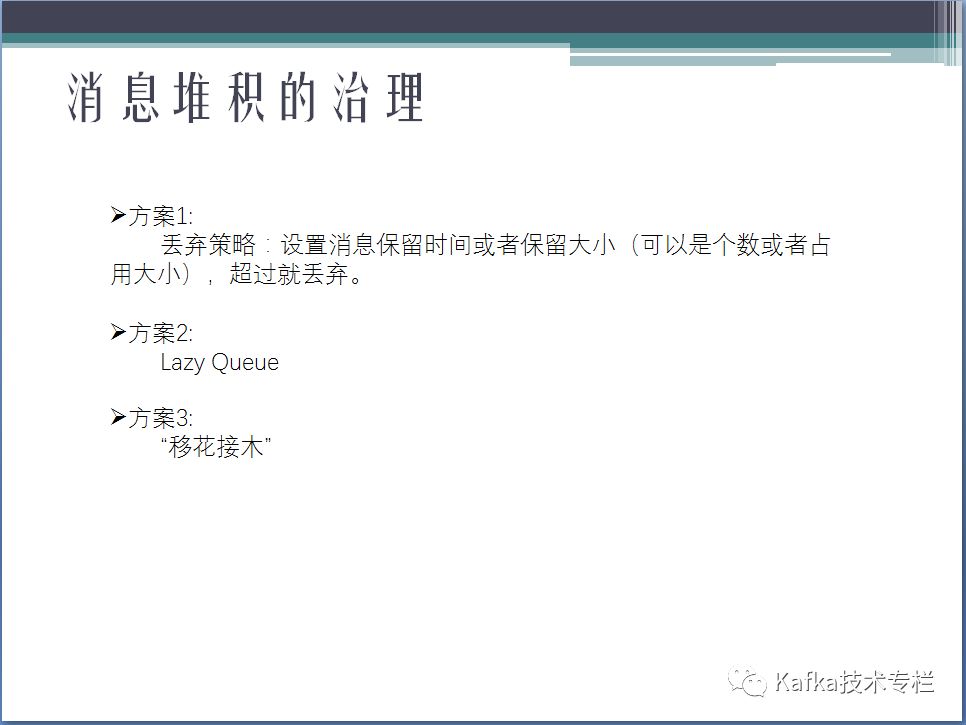 消息堆积的治理
➤方案1:
丢弃策略：设置消息保留时间或者保留大小（可以是个数或者占
用大小），超过就丢弃。
➤方案2:
Lazy Queue
➤方案3:
“移花接木”
Kafka技术专栏